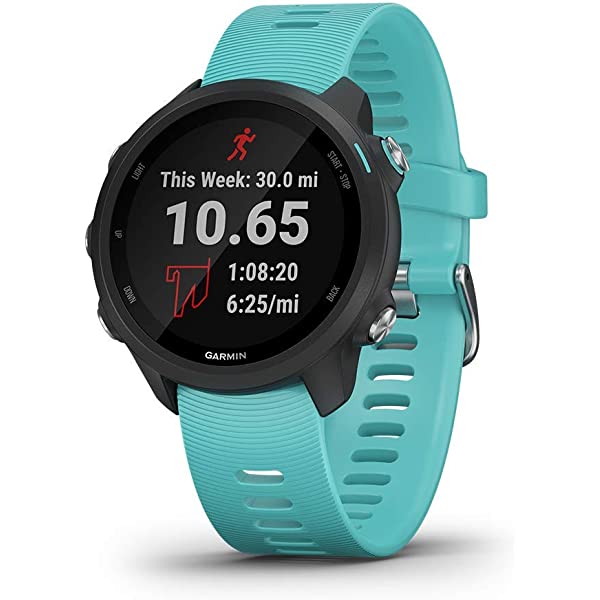 LIGHT
START • STOP
This Week: 30.0 mi
10.65
UP
1:08:20
DOWN
6:25/mi
BACK
GARMIN